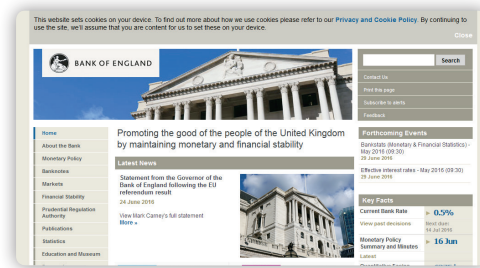 This website sets cookies on your device. To find out more about how we use cookies please refer to our Privacy and Cookie Policy. By continuing to
use the site, we'll assume that you are content for us to set these on your device.
Close
BANK OF ENGLAND
Search
Contact Us
Print this page
Subscribe to alerts
Feedback
Home
About the Bank
Monetary Policy
Banknotes
Markets
Financial Stability
Prudential Regulation
Authority
Publications
Statistics
Education and Museum
Promoting the good of the people of the United Kingdom
by maintaining monetary and financial stability
Latest News
Statement from the Governor of the
Bank of England following the EU
referendum result
24 June 2016
View Mark Carney's full statement
More »
Forthcoming Events
Bankstats (Monetary & Financial Statistics) -
May 2016 (09:30)
29 June 2016
Effective interest rates - May 2016 (09:30)
29 June 2016
Key Facts
Current Bank Rate
0.5%
View past decisions
Next due:
14 Jul 2016
Monetary Policy
Summary and Minutes
16 Jun
Latest